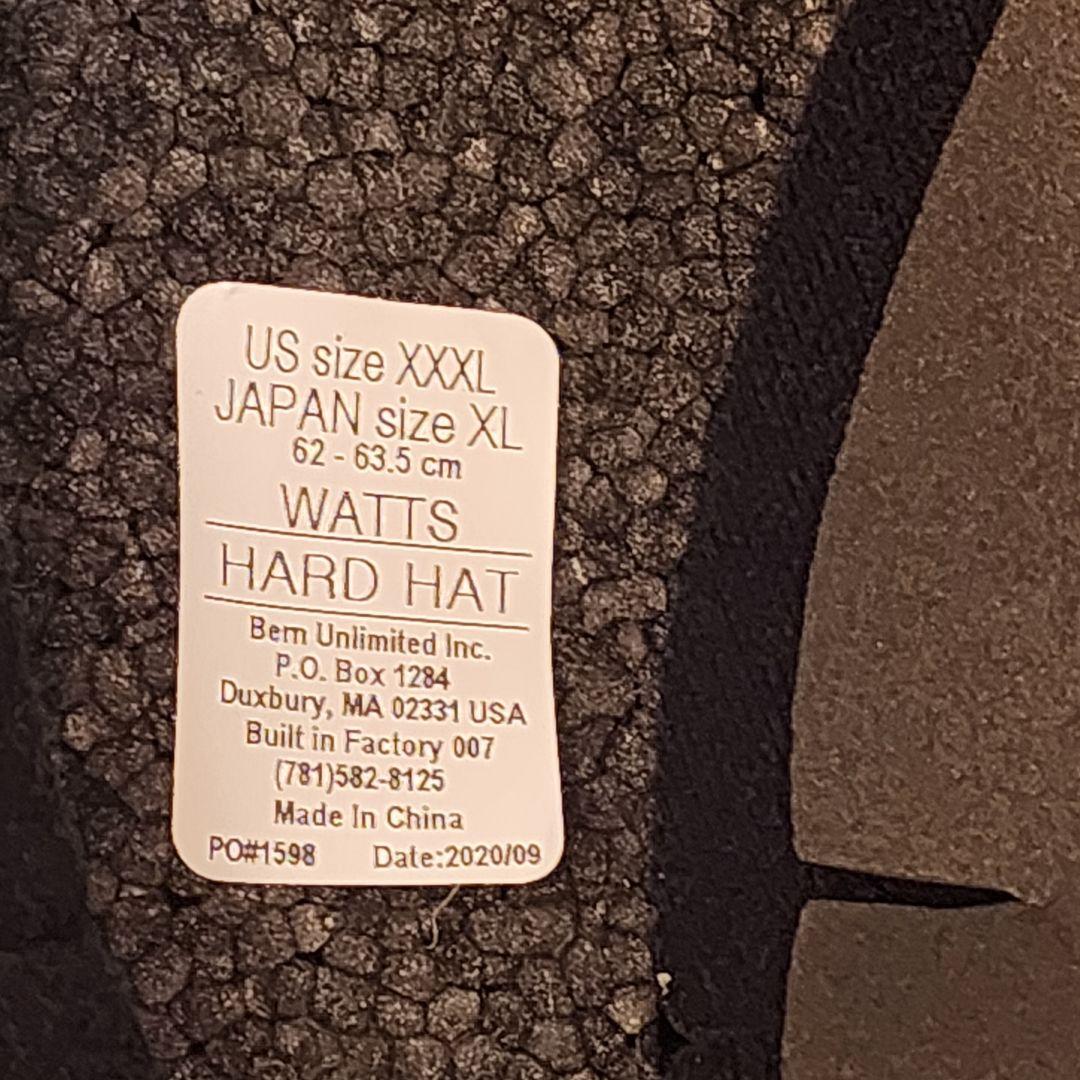 US size XXXL
JAPAN size XL
62 - 63.5 cm
WATTS
HARD HAT
Bern Unlimited Inc.
P.O. Box 1284
Duxbury, MA 02331 USA
Built in Factory 007
(781)582-8125
Made In China
PO#1598 Date:2020/09